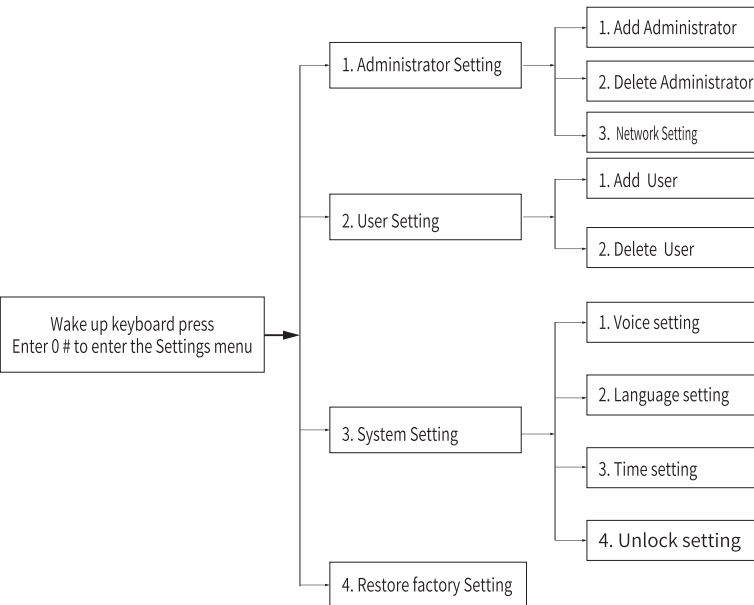 Wake up keyboard press
Enter 0 # to enter the Settings menu
1. Administrator Setting
1. Add Administrator
2. Delete Administrator
3. Network Setting
2. User Setting
1. Add User
2. Delete User
3. System Setting
1. Voice setting
2. Language setting
3. Time setting
4. Unlock setting
4. Restore factory Setting